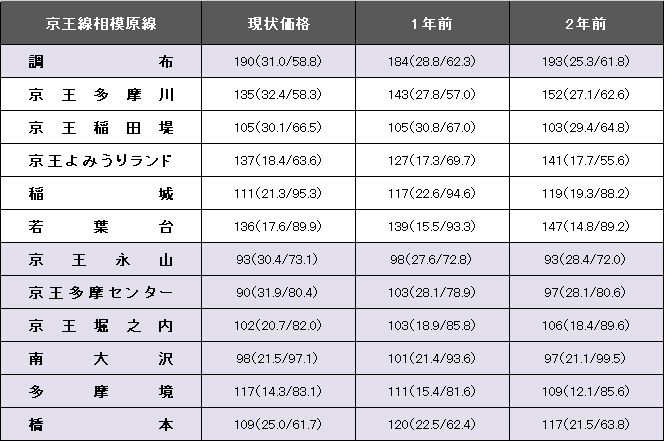 京王線相模原線 現状価格 1年前 2年前
調布 190(31.0/58.8) 184(28.8/62.3) 193(25.3/61.8)
京王多摩川 135(32.4/58.3) 143(27.8/57.0) 152(27.1/62.6)
京王稲田堤 105(30.1/66.5) 105(30.8/67.0) 103(29.4/64.8)
京王よみうりランド 137(18.4/63.6) 127(17.3/69.7) 141(17.7/55.6)
稲城 111(21.3/95.3) 117(22.6/94.6) 119(19.3/88.2)
若葉台 136(17.6/89.9) 139(15.5/93.3) 147(14.8/89.2)
京王永山 93(30.4/73.1) 98(27.6/72.8) 93(28.4/72.0)
京王多摩センター 90(31.9/80.4) 103(28.1/78.9) 97(28.1/80.6)
京王堀之内 102(20.7/82.0) 103(18.9/85.8) 106(18.4/89.6)
南大沢 98(21.5/97.1) 101(21.4/93.6) 97(21.1/99.5)
多摩境 117(14.3/83.1) 111(15.4/81.6) 109(12.1/85.6)
橋本 109(25.0/61.7) 120(22.5/62.4) 117(21.5/63.8)